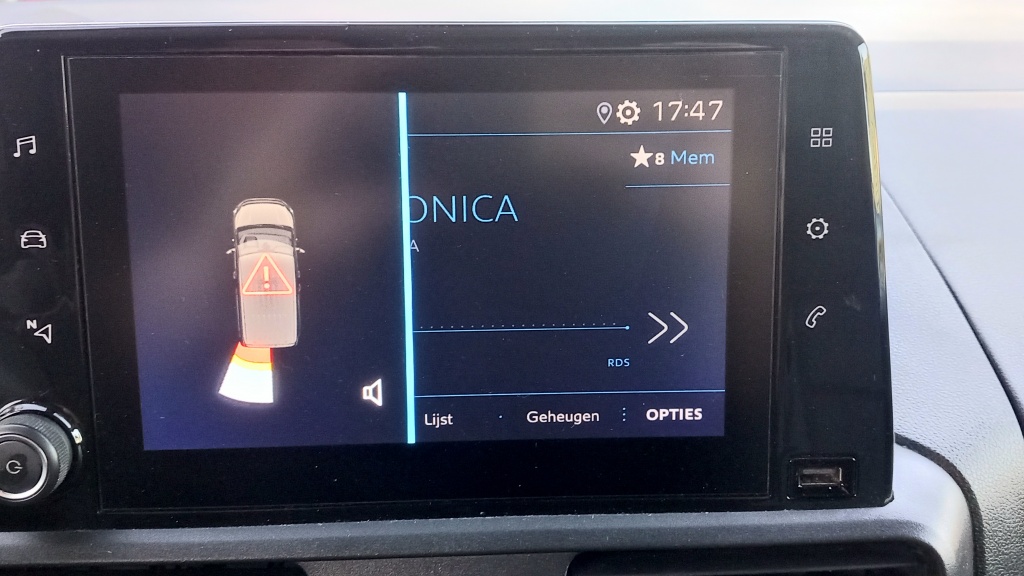 17:47
8 Mem
ONICA
A
RDS
Lijst
Geheugen
OPTIES
N